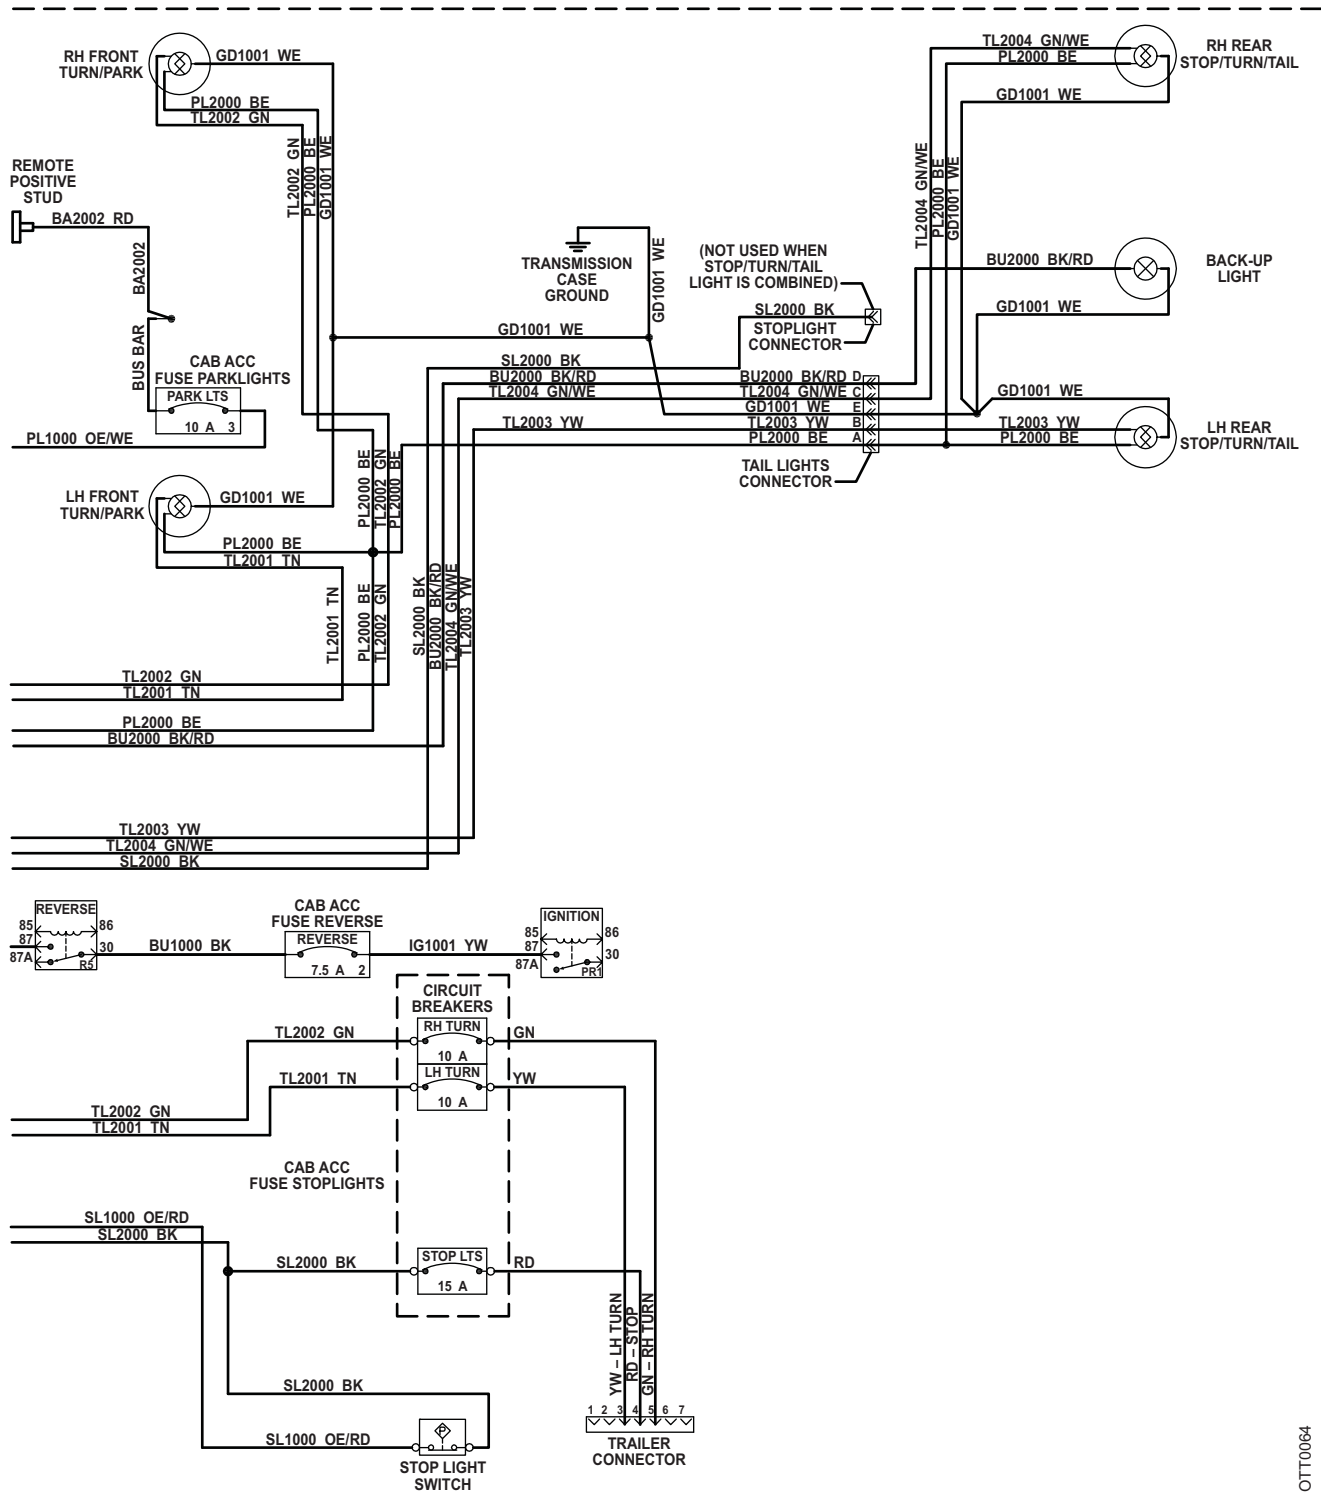 RH FRONT
TURN/PARK
GD1001 WE
PL2000 BE
TL2002 GN
TL2002 GN
PL2000 BE
GD1001 WE
TL2004 GN/WE
PL2000 BE
GD1001 WE
RH REAR
STOP/TURN/TAIL
REMOTE
POSITIVE
STUD
BA2002 RD
BA2002
BUS BAR
TRANSMISSION
CASE
GROUND
GD1001 WE
(NOT USED WHEN
STOP/TURN/TAIL
LIGHT IS COMBINED)
SL2000 BK
STOPLIGHT
CONNECTOR
TL2004 GN/WE
PL2000 BE
GD1001 WE
BU2000 BK/RD
BACK-UP
LIGHT
GD1001 WE
GD1001 WE
CAB ACC
FUSE PARKLIGHTS
PARK LTS
10 A 3
PL1000 OE/WE
SL2000 BK
BU2000 BK/RD
TL2004 GN/WE
TL2003 YW
BU2000 BK/RD D
TL2004 GN/WE C
GD1001 WE E
TL2003 YW B
PL2000 BE A
TAIL LIGHTS
CONNECTOR
GD1001 WE
TL2003 YW
PL2000 BE
LH REAR
STOP/TURN/TAIL
LH FRONT
TURN/PARK
GD1001 WE
PL2000 BE
TL2001 TN
PL2000 BE
TL2002 GN
PL2000 BE
TL2001 TN
PL2000 BE
TL2002 GN
SL2000 BK
BU2000 BK/RD
TL2004 GN/WE
TL2003 YW
TL2002 GN
TL2001 TN
PL2000 BE
BU2000 BK/RD
TL2003 YW
TL2004 GN/WE
SL2000 BK
REVERSE
85
86
87
30
87A
R5
BU1000 BK
CAB ACC
FUSE REVERSE
REVERSE
7.5 A 2
IG1001 YW
IGNITION
85
86
87
30
87A
PR1
CIRCUIT
BREAKERS
TL2002 GN
RH TURN
10 A
GN
TL2001 TN
LH TURN
10 A
YW
TL2002 GN
TL2001 TN
CAB ACC
FUSE STOPLIGHTS
SL1000 OE/RD
SL2000 BK
SL2000 BK
STOP LTS
15 A
RD
YW – LH TURN
RD – STOP
GN – RH TURN
SL2000 BK
SL1000 OE/RD
P
STOP LIGHT
SWITCH
1 2 3 4 5 6 7
TRAILER
CONNECTOR
OTT0064